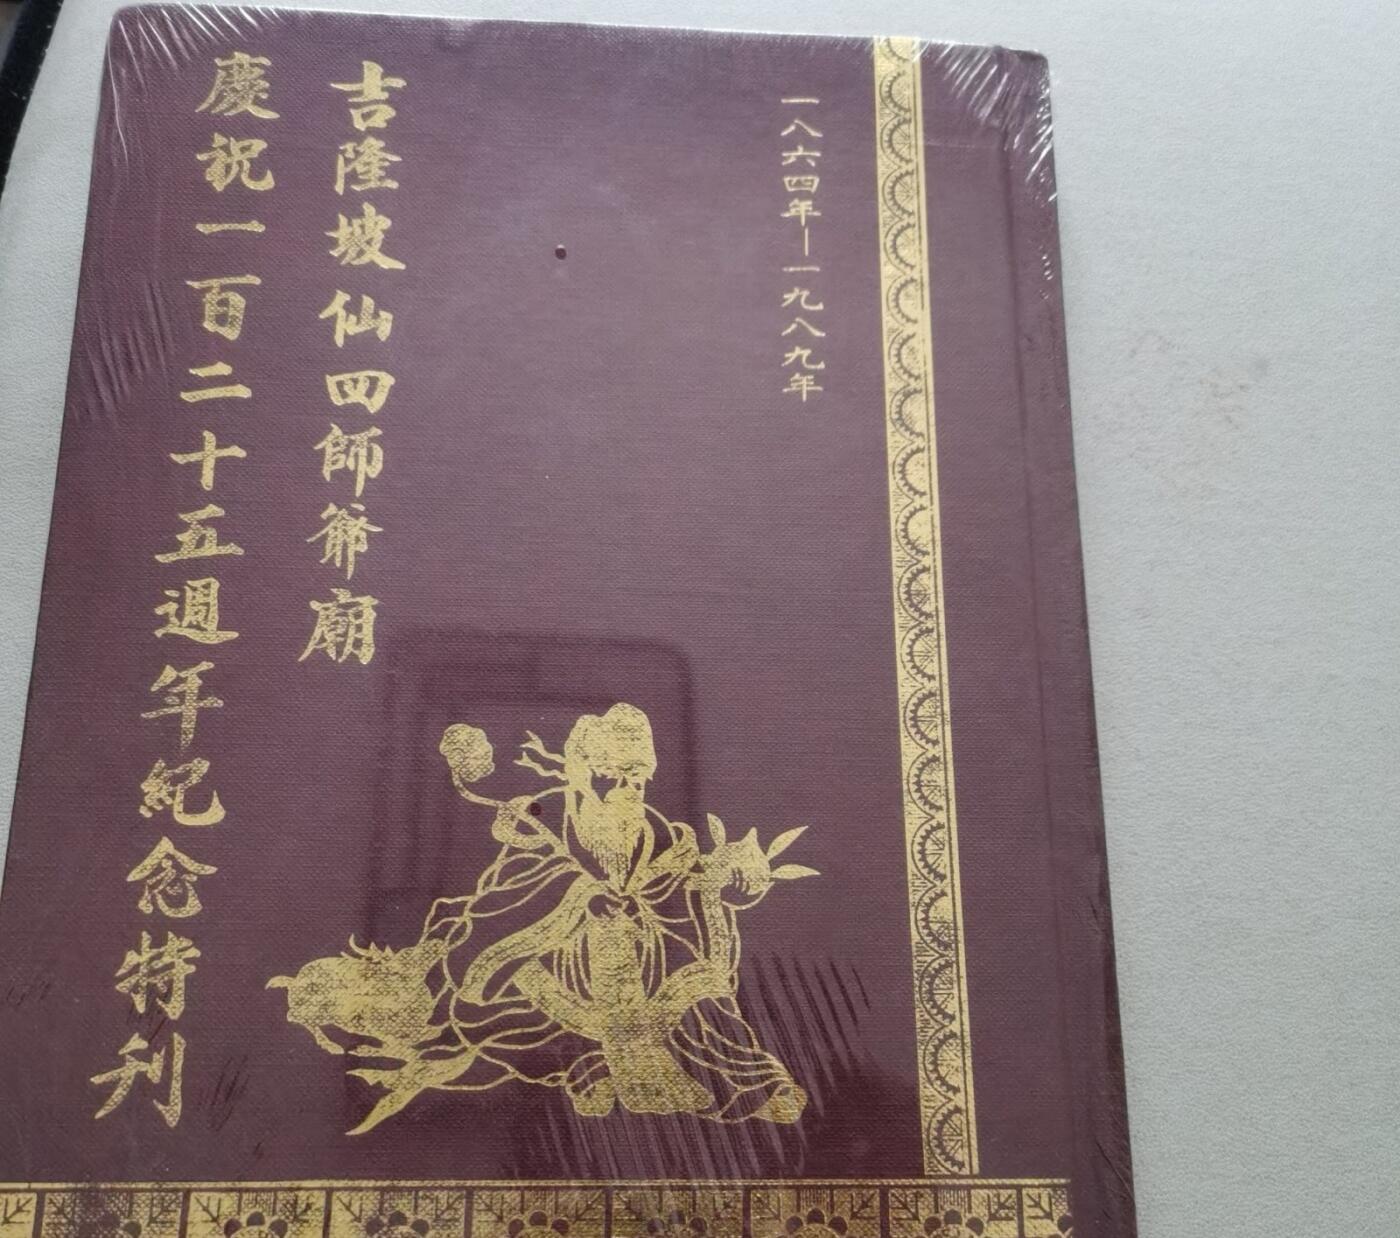 一八六四年—一九八九年
吉隆坡仙四師爺廟
慶祝一百二十五週年紀念特刊